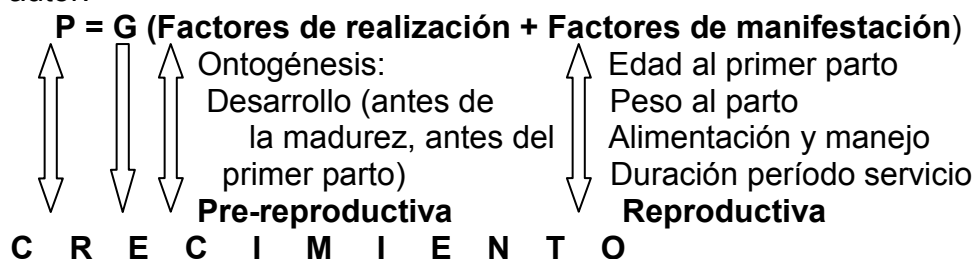 autor:
P = G (Factores de realización + Factores de manifestación)
Ontogénesis: Edad al primer parto
Desarrollo (antes de Peso al parto
la madurez, antes del Alimentación y manejo
primer parto) Duración período servicio
Pre-reproductiva Reproductiva
C R E C I M I E N T O